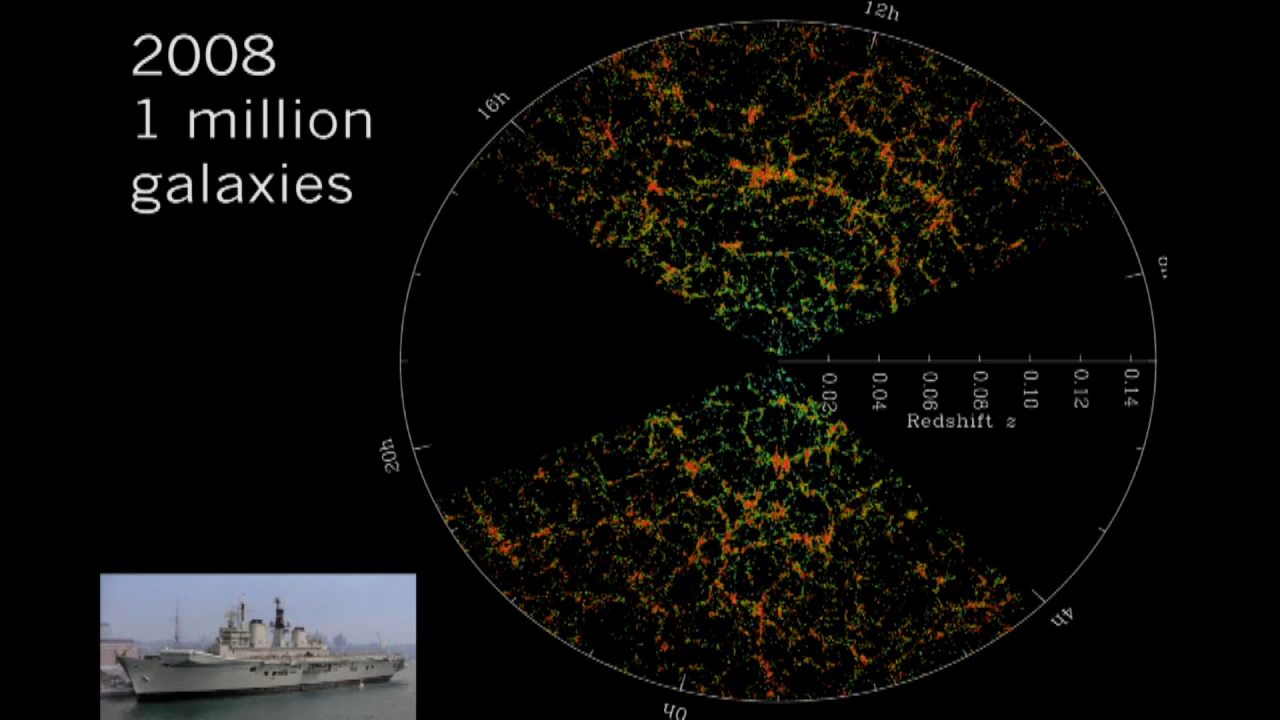 2008
1 million
galaxies
12h
16h
20h
0h
4h
0.02
0.04
0.06
0.08
0.10
0.12
0.14
Redshift z